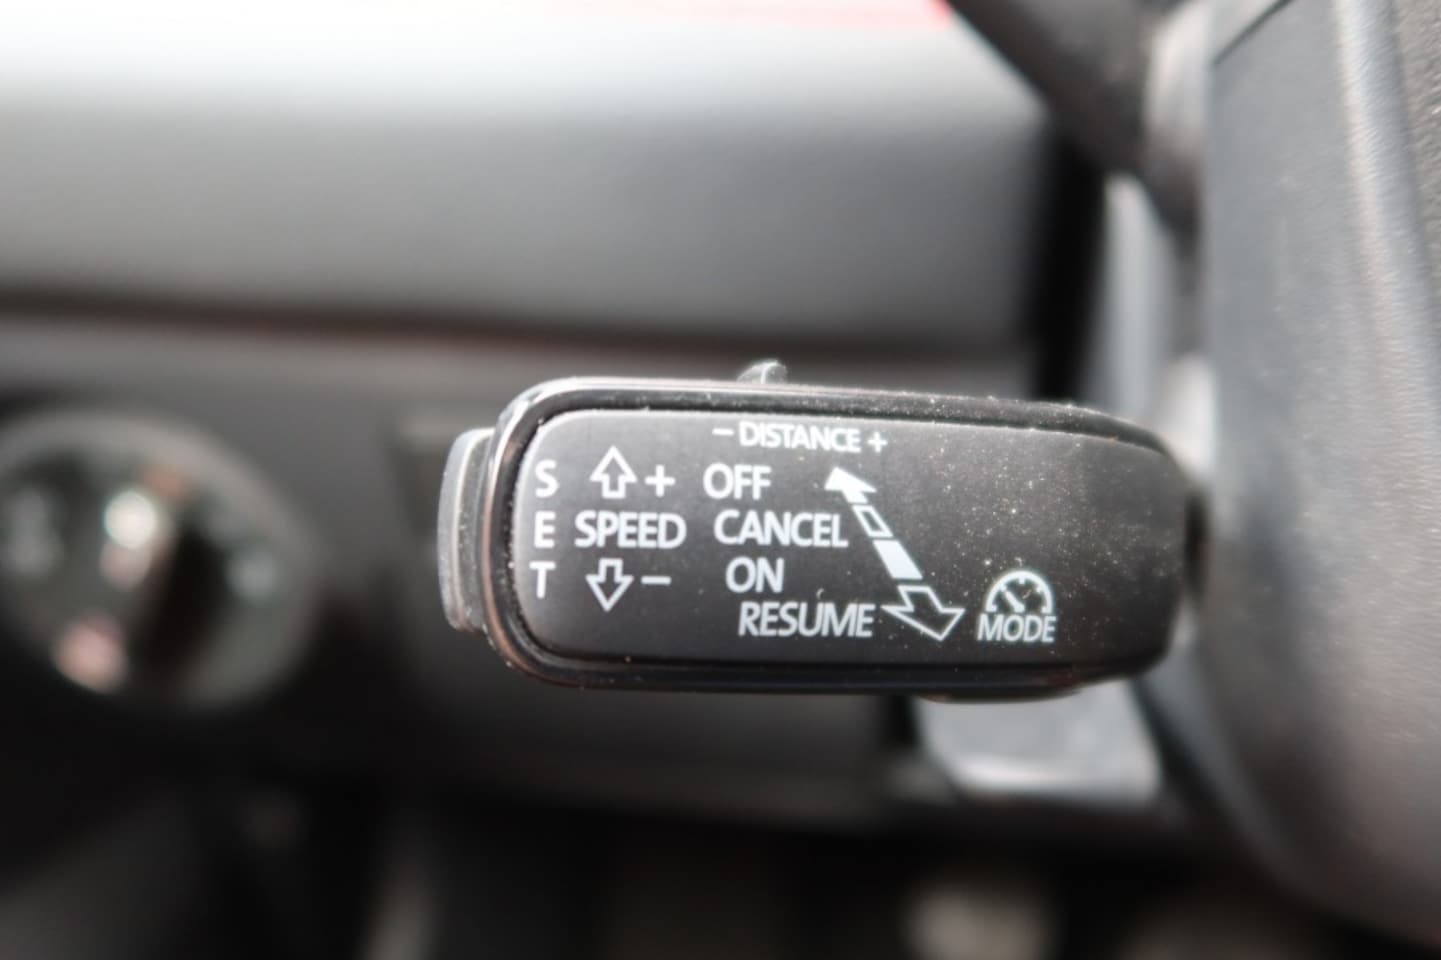 − DISTANCE +
S + OFF
E SPEED CANCEL
T − ON
RESUME MODE